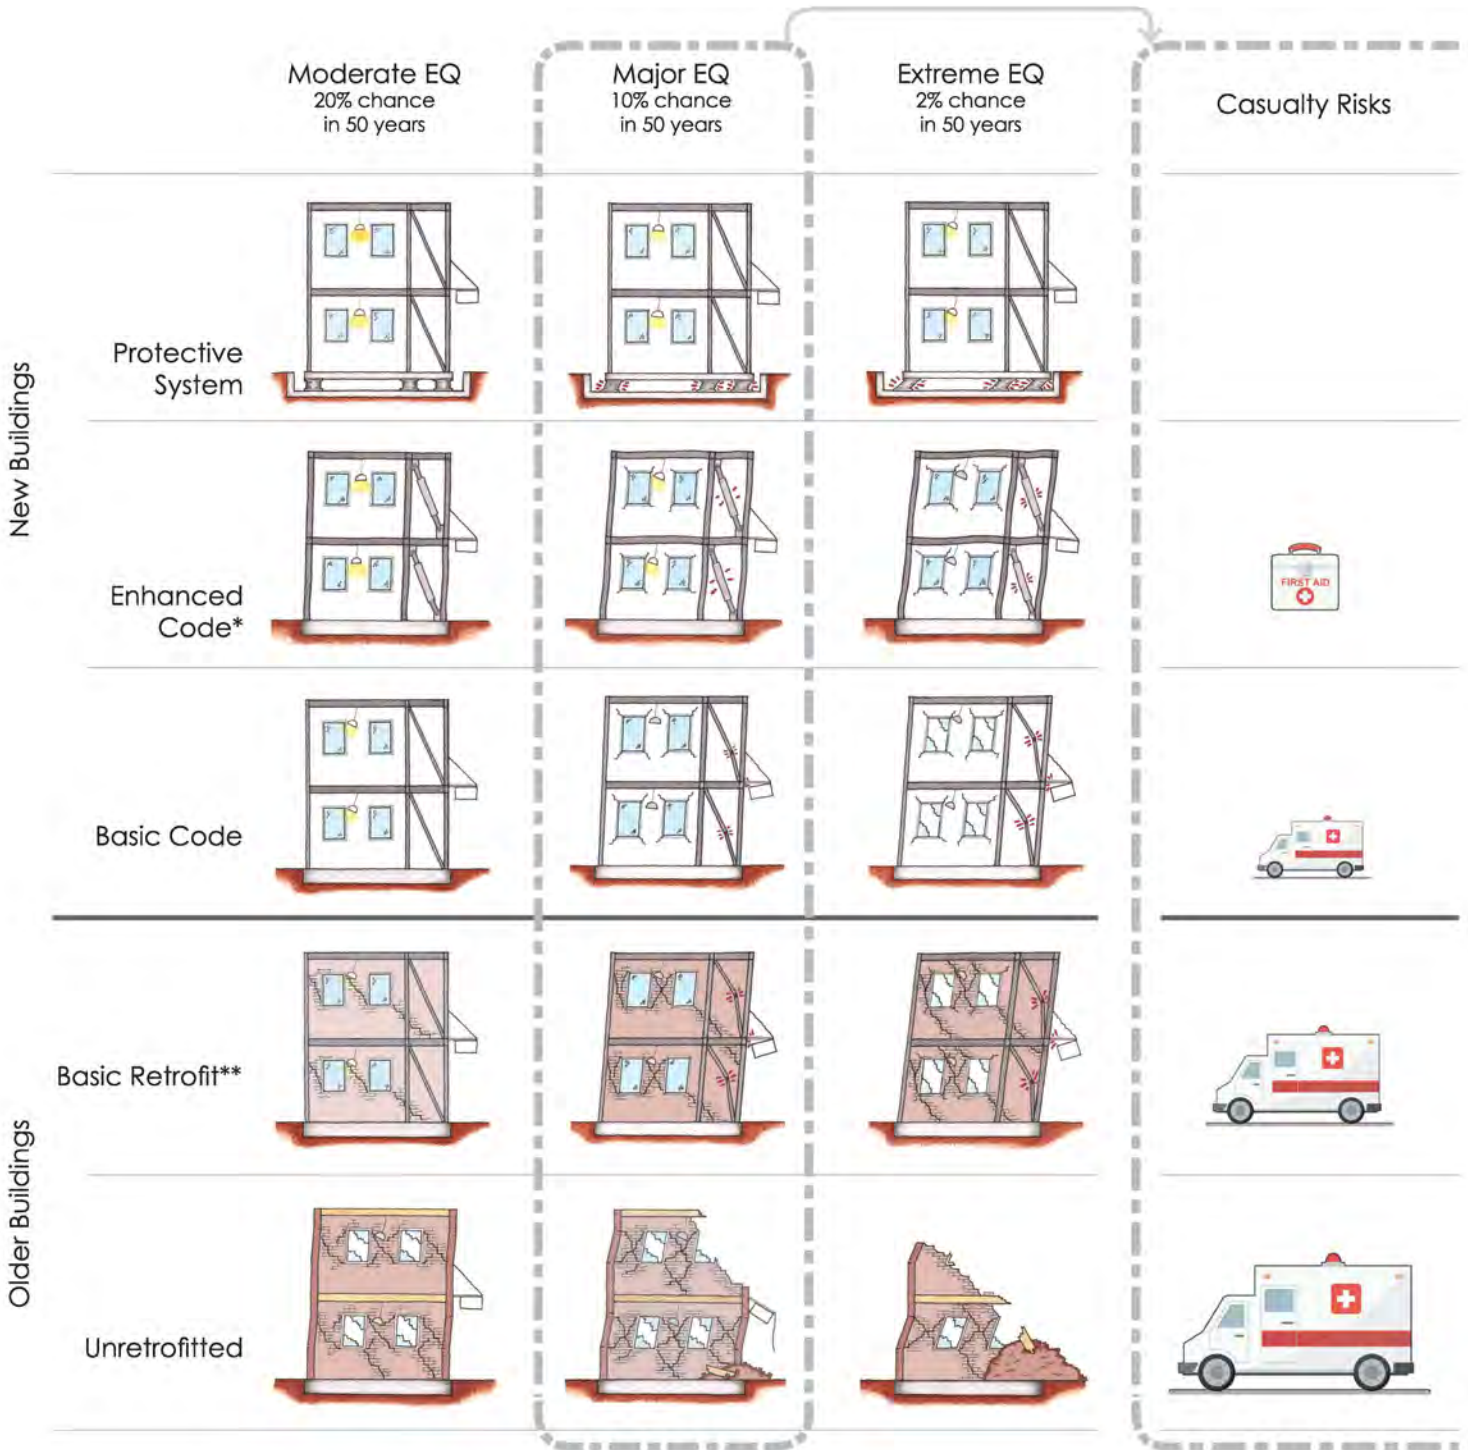 Moderate EQ
20% chance
in 50 years
Major EQ
10% chance
in 50 years
Extreme EQ
2% chance
in 50 years
Casualty Risks
New Buildings
Protective
System
Enhanced
Code*
FIRST AID
Basic Code
Older Buildings
Basic Retrofit**
Unretrofitted